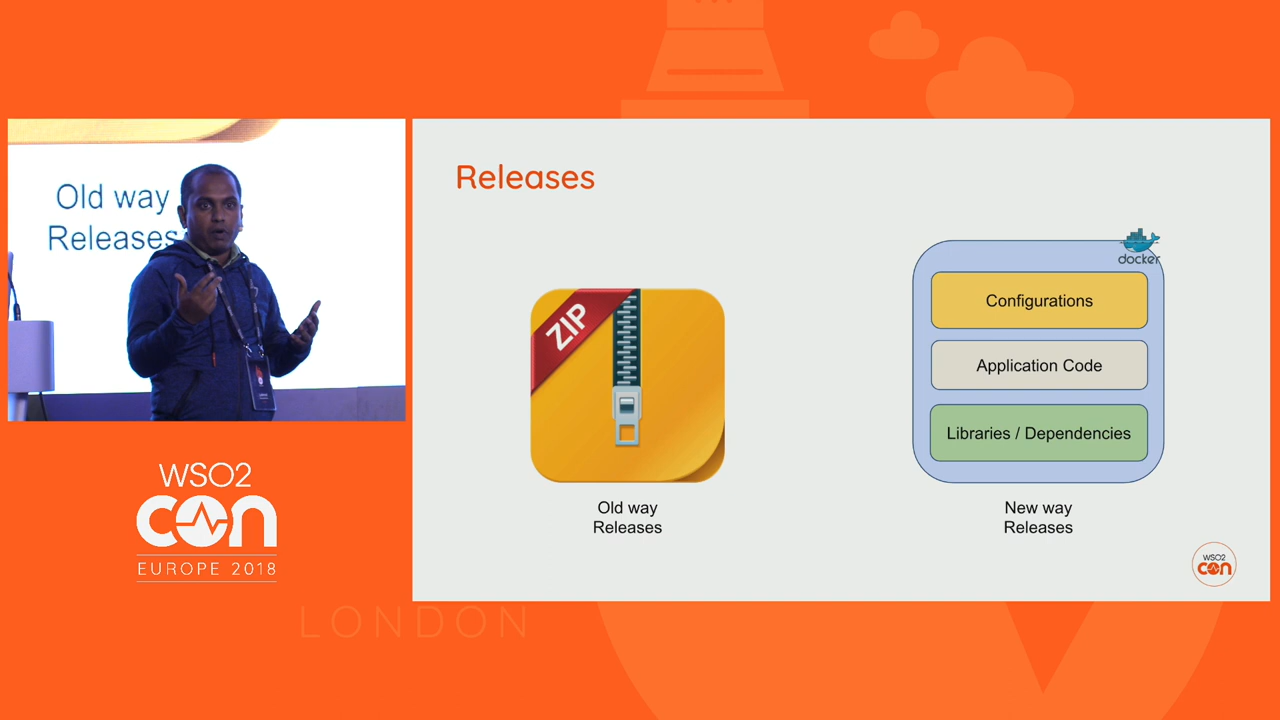 Old way
Releases
WSO2
CON
EUROPE 2018
LONDON
Releases
ZIP
Old way
Releases
docker
Configurations
Application Code
Libraries / Dependencies
New way
Releases
WSO2
CON